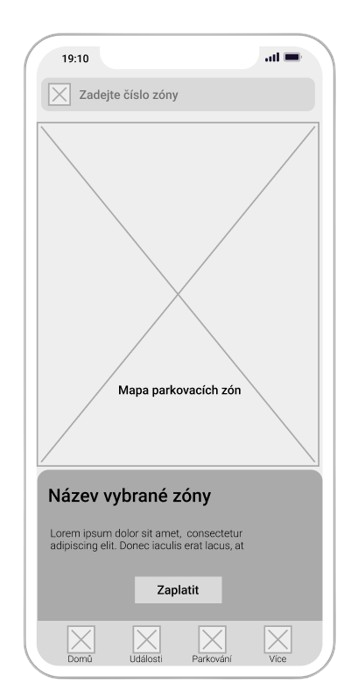 19:10
Zadejte číslo zóny
Mapa parkovacích zón
Název vybrané zóny
Lorem ipsum dolor sit amet, consectetur
adipiscing elit. Donec iaculis erat lacus, at
Zaplatit
Domů Události Parkování Více